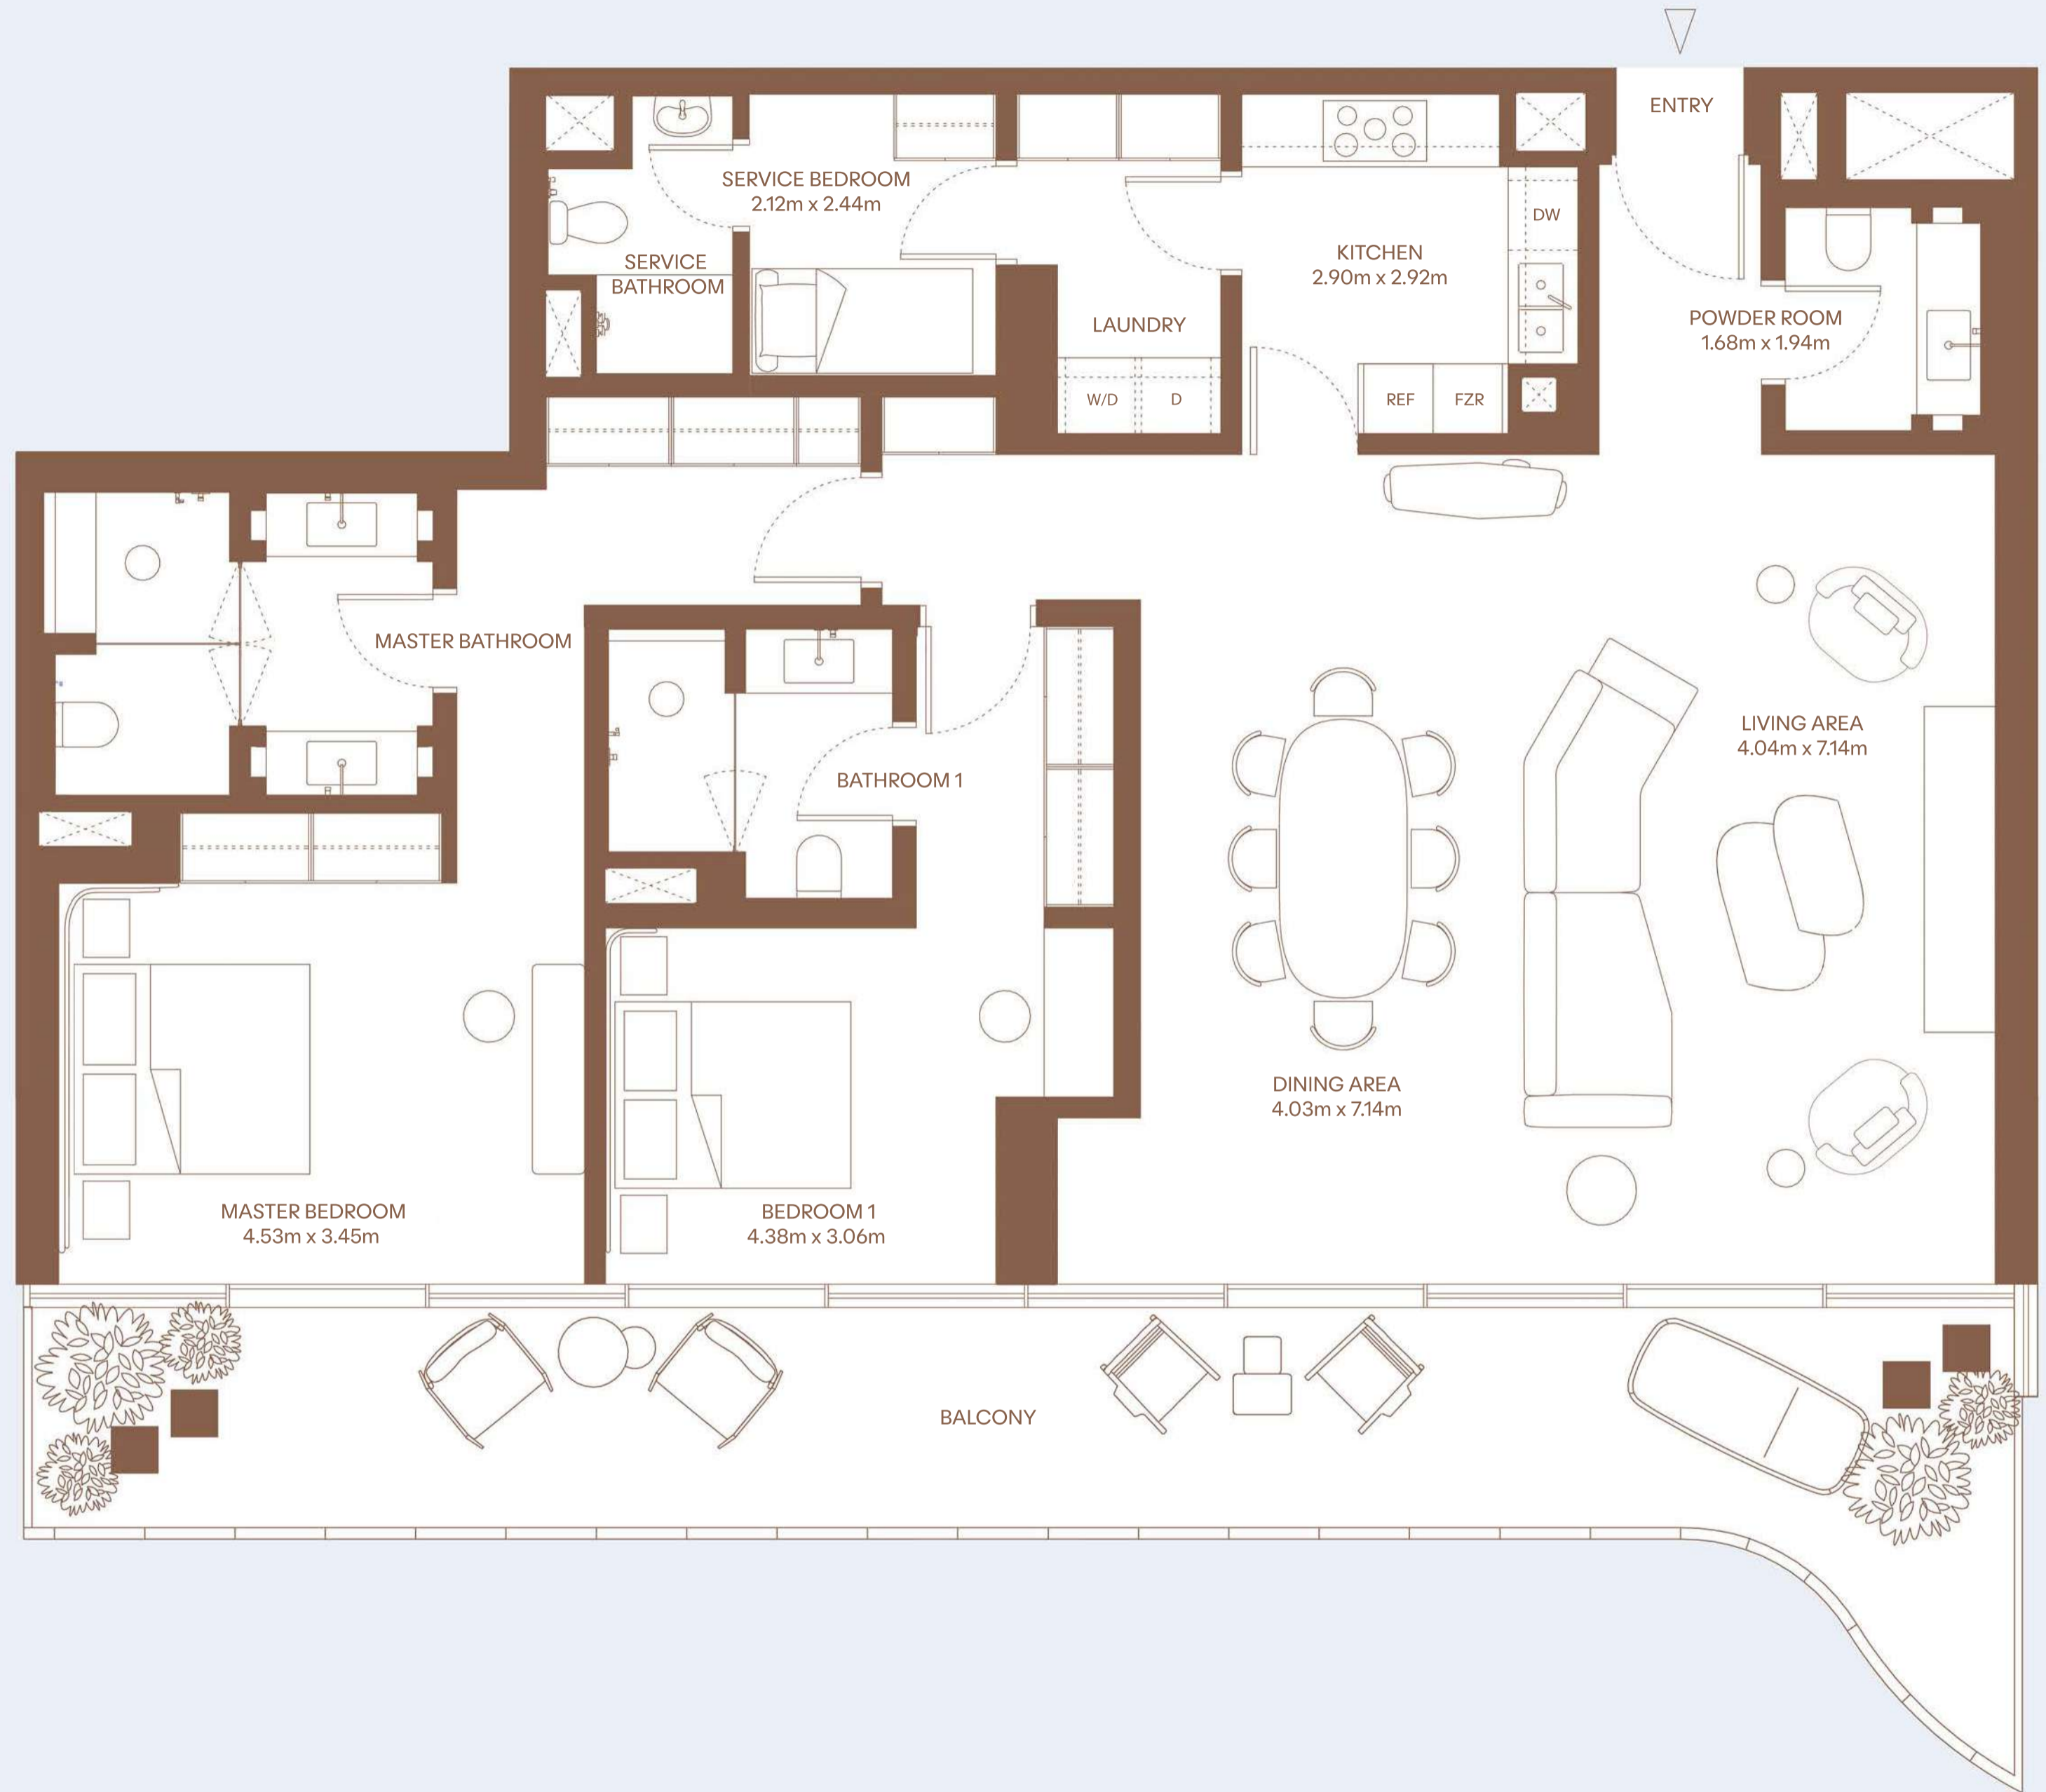 ENTRY
SERVICE BEDROOM
2.12m x 2.44m
DW
SERVICE
BATHROOM
KITCHEN
2.90m x 2.92m
LAUNDRY
POWDER ROOM
1.68m x 1.94m
W/D
D
REF
FZR
MASTER BATHROOM
LIVING AREA
4.04m x 7.14m
BATHROOM 1
DINING AREA
4.03m x 7.14m
MASTER BEDROOM
4.53m x 3.45m
BEDROOM 1
4.38m x 3.06m
BALCONY